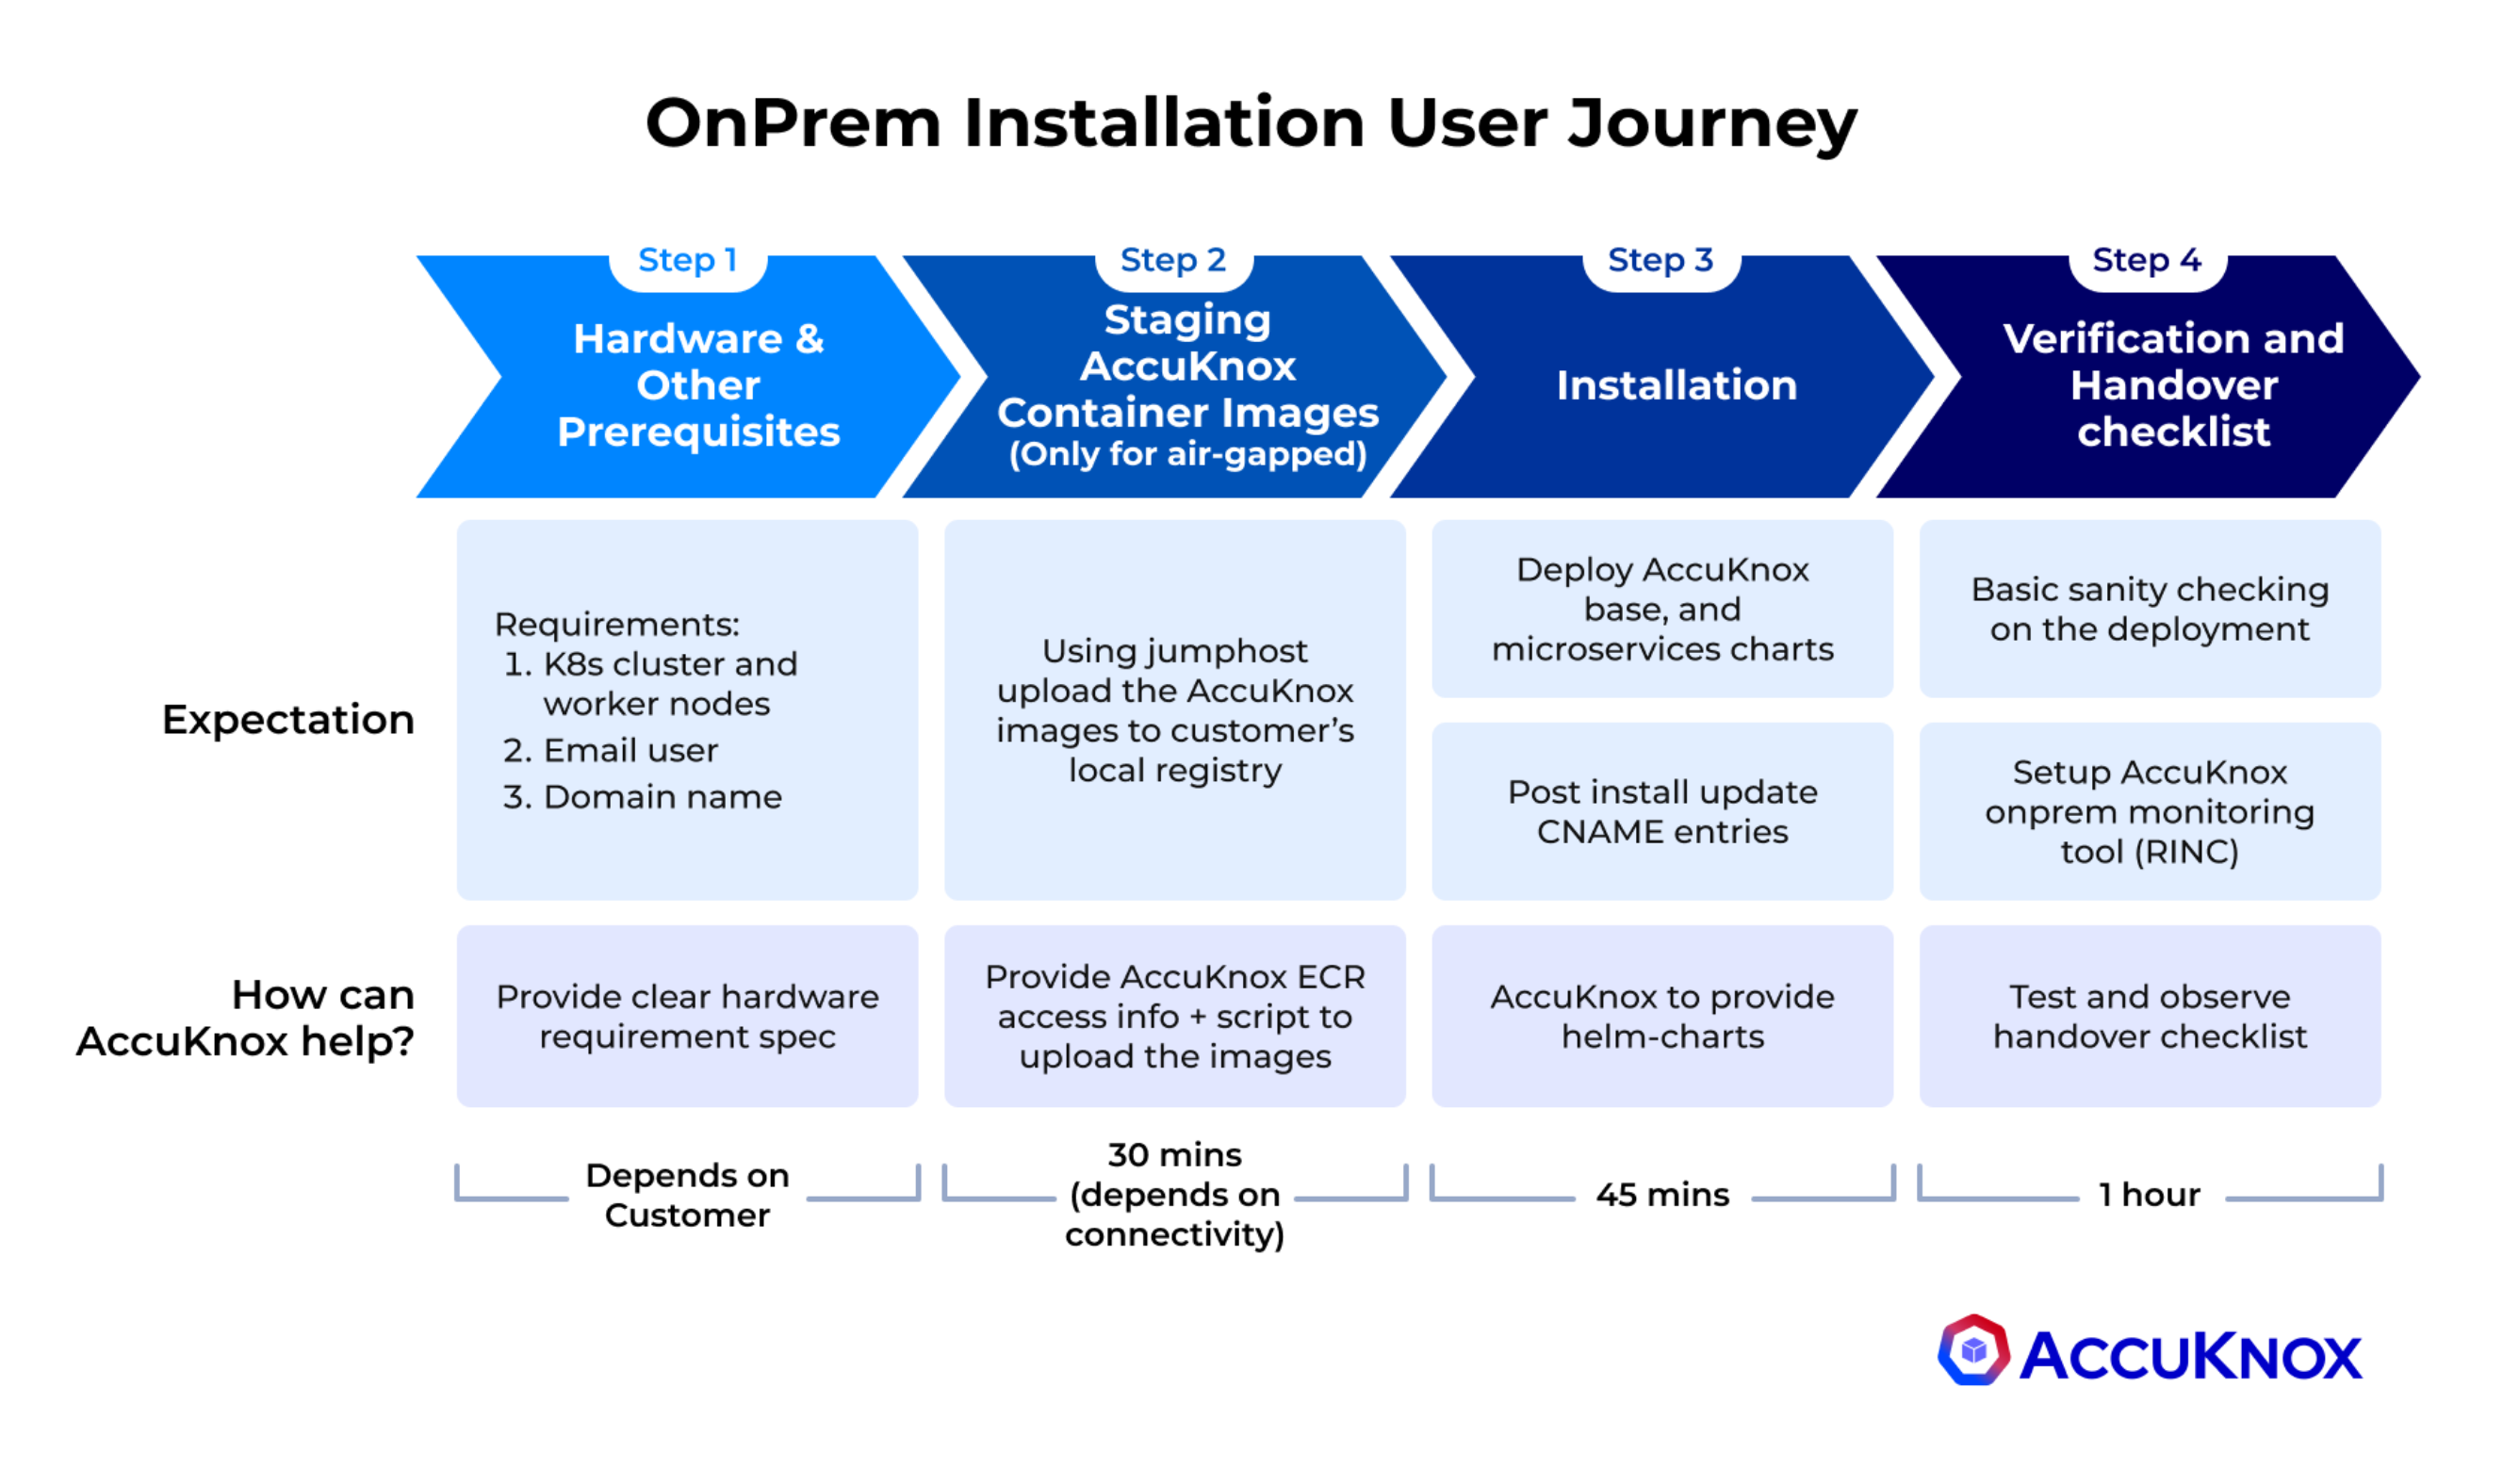 OnPrem Installation User Journey
Step 1
Hardware &
Other
Prerequisites
Step 2
Staging
AccuKnox
Container Images
(Only for air-gapped)
Step 3
Installation
Step 4
Verification and
Handover
checklist
Expectation
Requirements:
1. K8s cluster and
worker nodes
2. Email user
3. Domain name
Using jumphost
upload the AccuKnox
images to customer’s
local registry
Deploy AccuKnox
base, and
microservices charts
Post install update
CNAME entries
Basic sanity checking
on the deployment
Setup AccuKnox
onprem monitoring
tool (RINC)
How can
AccuKnox help?
Provide clear hardware
requirement spec
Provide AccuKnox ECR
access info + script to
upload the images
AccuKnox to provide
helm-charts
Test and observe
handover checklist
Depends on
Customer
30 mins
(depends on
connectivity)
45 mins
1 hour
ACCUKNOX